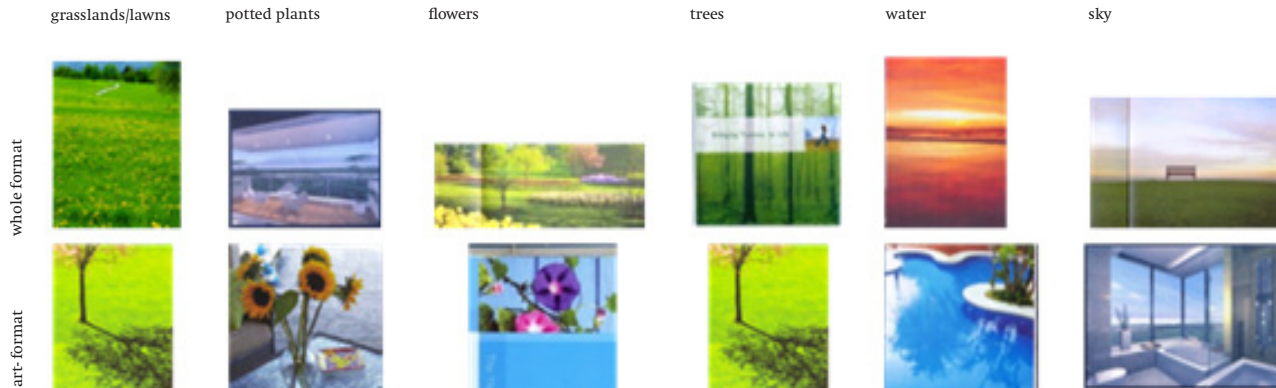 grasslands/lawns
potted plants
flowers
trees
water
sky
whole format
art- format